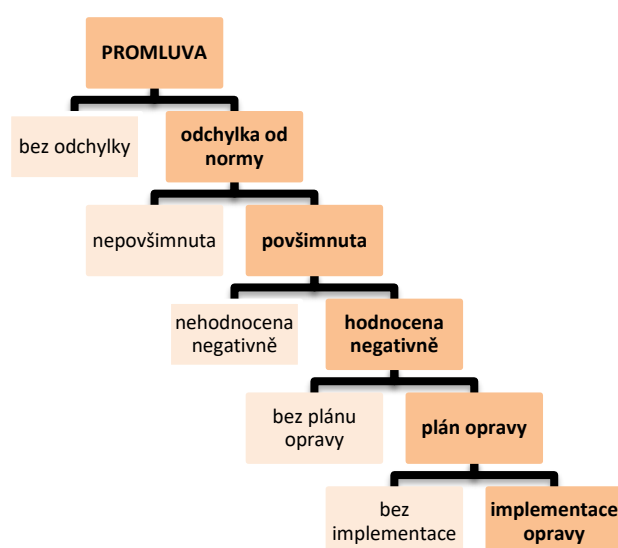 PROMLUVA
bez odchylky
odchylka od
normy
nepovšimnuta
povšimnuta
nehodnocena
negativně
hodnocena
negativně
bez plánu
opravy
plán opravy
bez
implementace
implementace
opravy